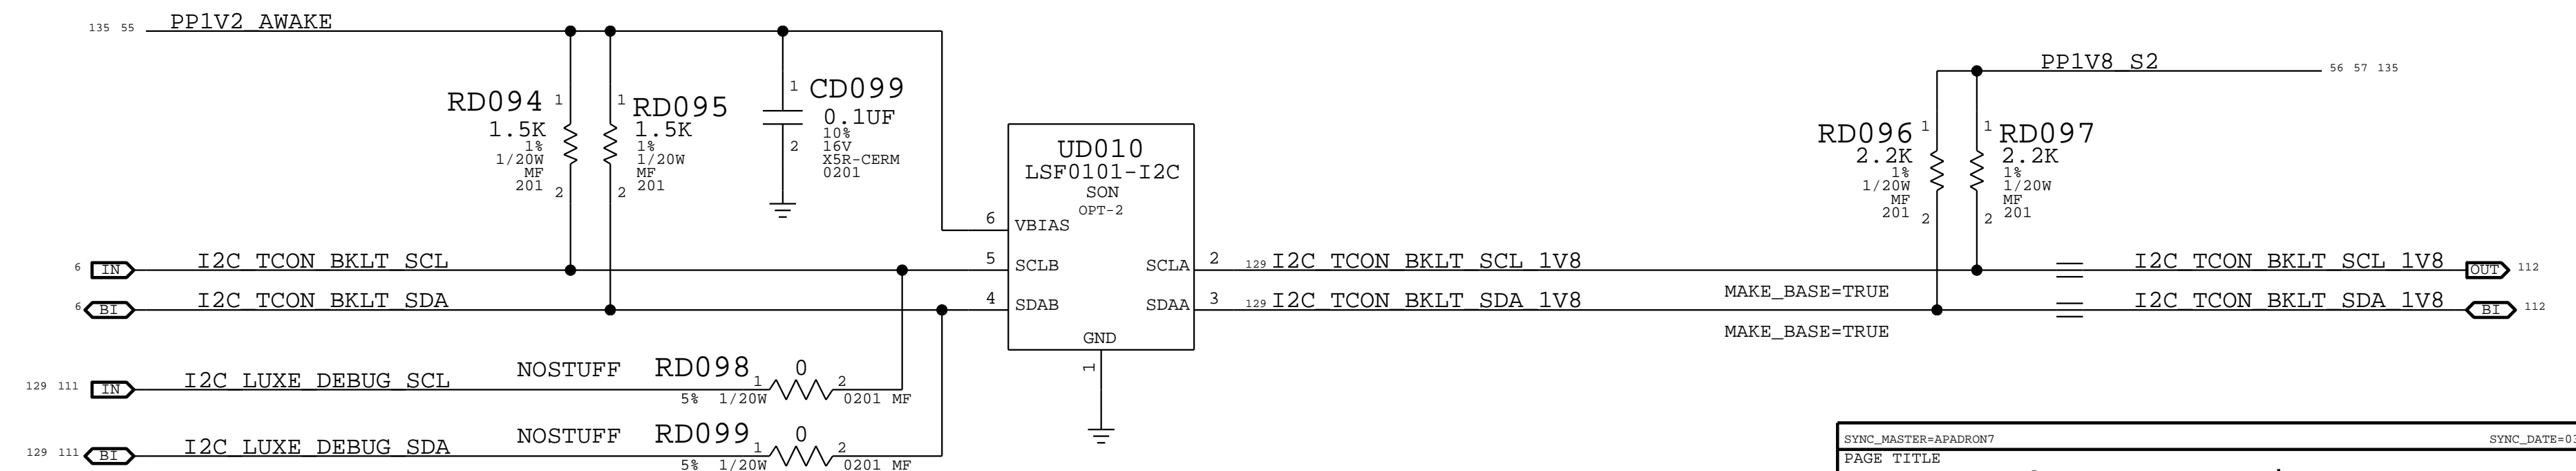 135 55 PP1V2_AWAKE
PP1V8_S2 56 57 135
RD094 1
1.5K
1%
1/20W
MF
201 2
1 RD095
1.5K
1%
1/20W
MF
2 201
1 CD099
0.1UF
10%
2 16V
X5R-CERM
0201
UD010
LSF0101-I2C
SON
OPT-2
6 VBIAS
5 SCLB
4 SDAB
SCLA 2
SDAA 3
GND
1
RD096 1
2.2K
1%
1/20W
MF
201 2
1 RD097
2.2K
1%
1/20W
MF
2 201
6 IN I2C_TCON_BKLT_SCL
6 BI I2C_TCON_BKLT_SDA
129 I2C_TCON_BKLT_SCL_1V8
MAKE_BASE=TRUE
129 I2C_TCON_BKLT_SDA_1V8
MAKE_BASE=TRUE
I2C_TCON_BKLT_SCL_1V8 OUT 112
I2C_TCON_BKLT_SDA_1V8 BI 112
129 111 IN I2C_LUXE_DEBUG_SCL NOSTUFF RD098 1 0 2
5% 1/20W 0201 MF
129 111 BI I2C_LUXE_DEBUG_SDA NOSTUFF RD099 1 0 2
5% 1/20W 0201 MF
SYNC_MASTER=APADRON7 SYNC_DATE=03
PAGE TITLE